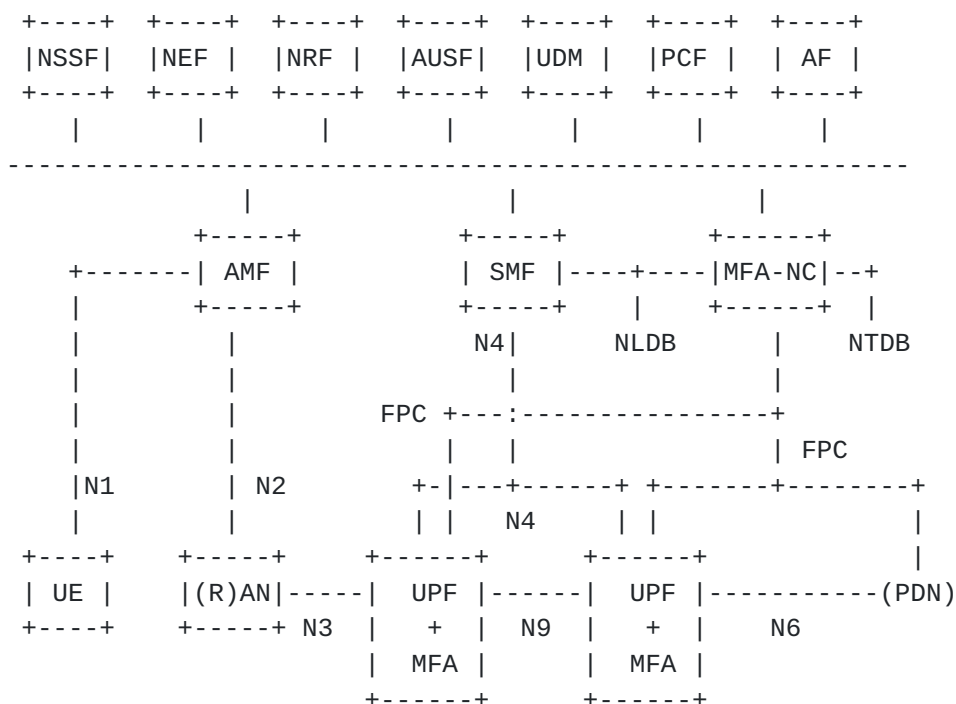 NSSF NEF NRF AUSF UDM PCF AF
AMF SMF MFA-NC
N4 NLDB NTDB
FPC
FPC
N1 N2
N4
UE (R)AN UPF UPF (PDN)
N3 + N9 + N6
MFA MFA